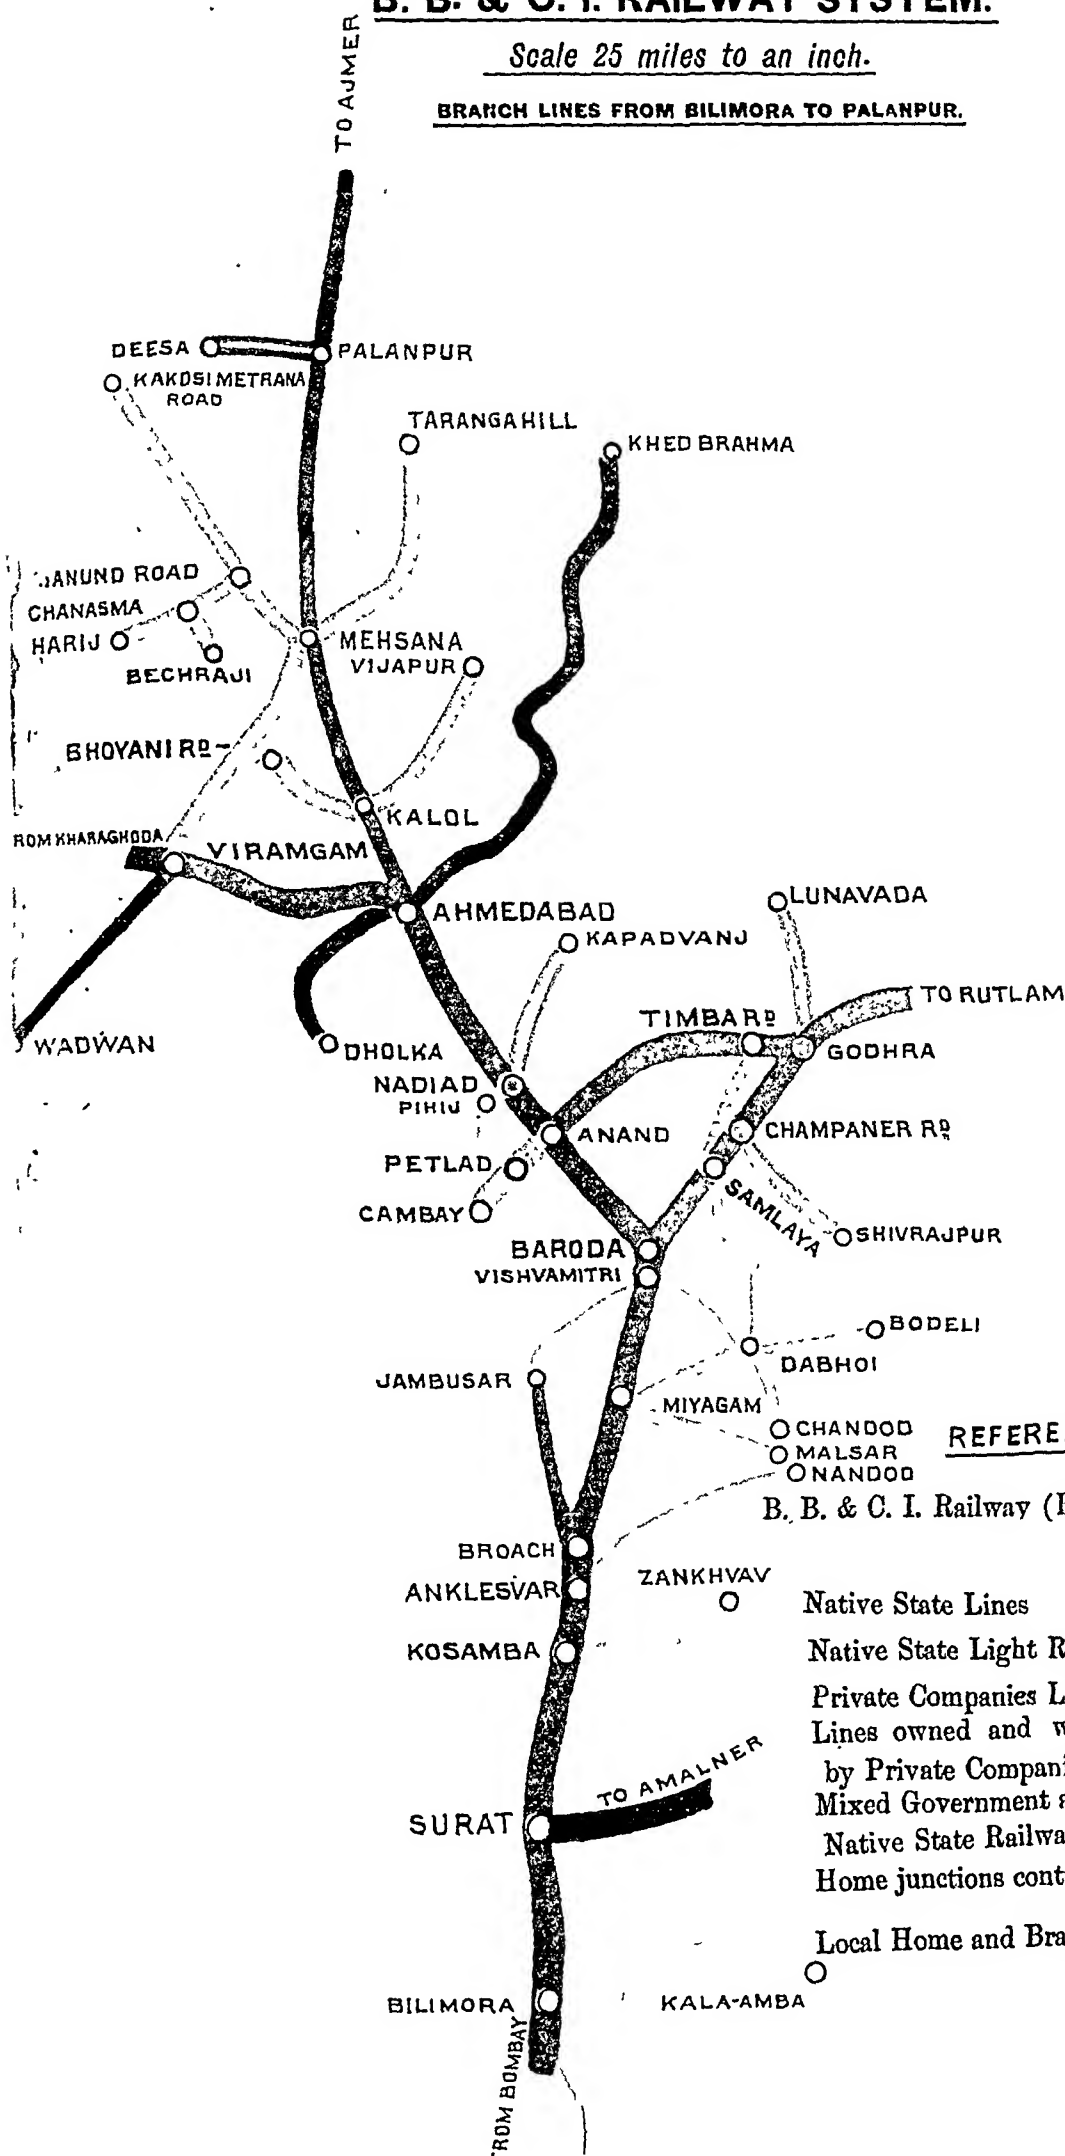 B. B. & C. I. RAILWAY SYSTEM.
Scale 25 miles to an inch.
BRANCH LINES FROM BILIMORA TO PALANPUR.
TO AJMER
DEESA
PALANPUR
KAKOSI METRANA
ROAD
TARANGA HILL
KHED BRAHMA
ANUND ROAD
CHANASMA
HARIJ
BECHRAJI
MEHSANA
VIJAPUR
BHOYANI RD
KALOL
ROM KHARAGHODA
VIRAMGAM
AHMEDABAD
LUNAVADA
KAPADVANJ
TO RUTLAM
TIMBA RD
WADWAN
DHOLKA
GODHRA
NADIAD
PIHIJ
ANAND
CHAMPANER RD
PETLAD
CAMBAY
SAMLAYA
SHIVRAJPUR
BARODA
VISHVAMITRI
BODELI
DABHOI
JAMBUSAR
MIYAGAM
CHANDOD
MALSAR
NANDOD
REFERE
B. B. & C. I. Railway (
BROACH
ANKLESVAR
ZANKHVAV
Native State Lines
KOSAMBA
Native State Light R
Private Companies L
Lines owned and w
by Private Compani
TO AMALNER
Mixed Government a
SURAT
Native State Railwa
Home junctions cont
Local Home and Bra
BILIMORA
KALA-AMBA
FROM BOMBAY